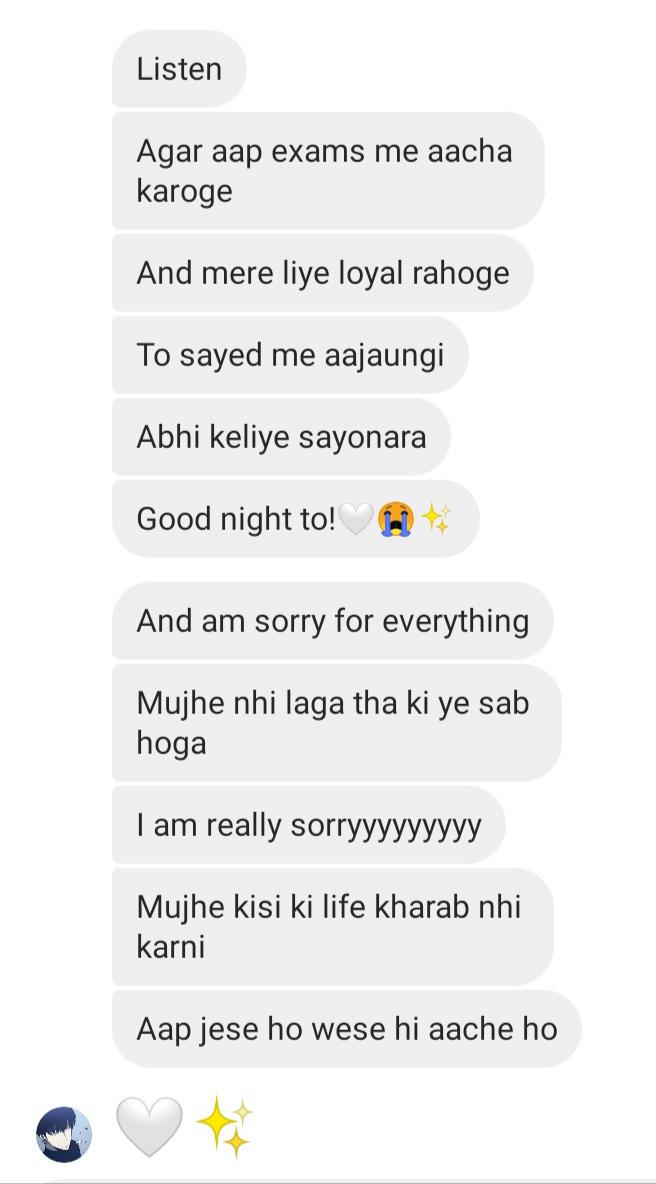 Listen
Agar aap exams me aacha
karoge
And mere liye loyal rahoge
To sayed me aajaungi
Abhi keliye sayonara
Good night to!🤍😭✨
And am sorry for everything
Mujhe nhi laga tha ki ye sab
hoga
I am really sorryyyyyyyyy
Mujhe kisi ki life kharab nhi
karni
Aap jese ho wese hi aache ho
🤍✨